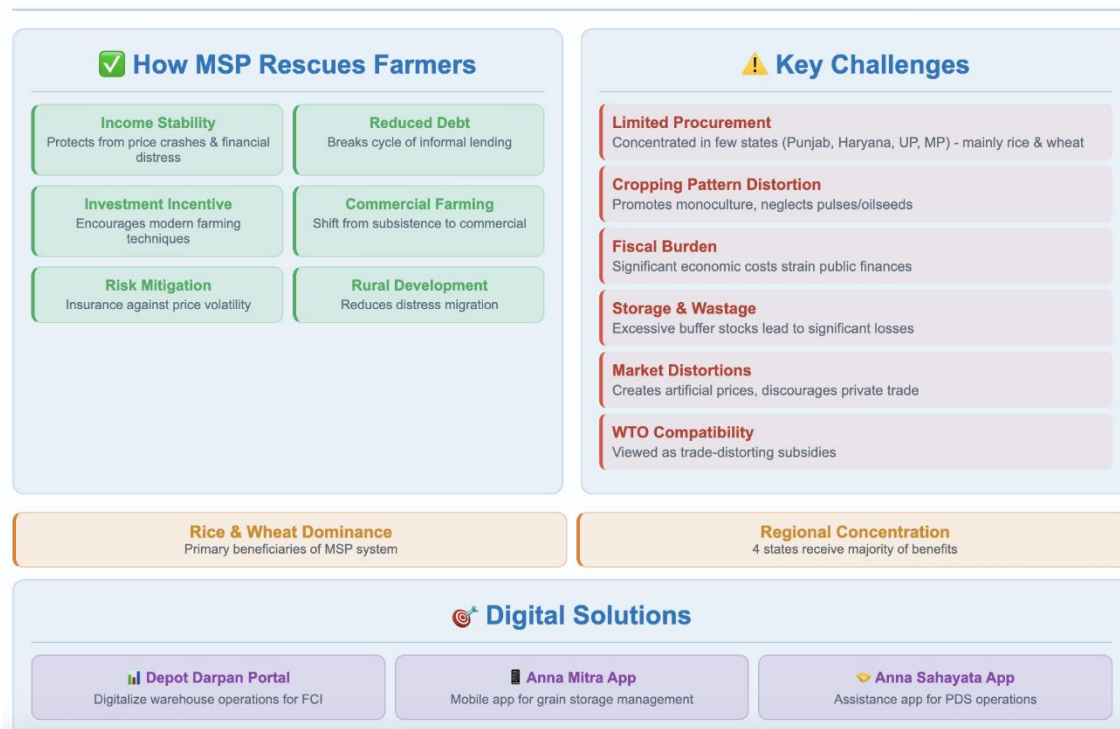 ✅ How MSP Rescues Farmers
Income Stability
Protects from price crashes & financial
distress
Reduced Debt
Breaks cycle of informal lending
Investment Incentive
Encourages modern farming
techniques
Commercial Farming
Shift from subsistence to commercial
Risk Mitigation
Insurance against price volatility
Rural Development
Reduces distress migration
⚠️ Key Challenges
Limited Procurement
Concentrated in few states (Punjab, Haryana, UP, MP) - mainly rice & wheat
Cropping Pattern Distortion
Promotes monoculture, neglects pulses/oilseeds
Fiscal Burden
Significant economic costs strain public finances
Storage & Wastage
Excessive buffer stocks lead to significant losses
Market Distortions
Creates artificial prices, discourages private trade
WTO Compatibility
Viewed as trade-distorting subsidies
Rice & Wheat Dominance
Primary beneficiaries of MSP system
Regional Concentration
4 states receive majority of benefits
🎯 Digital Solutions
📊 Depot Darpan Portal
Digitalize warehouse operations for FCI
📱 Anna Mitra App
Mobile app for grain storage management
🤝 Anna Sahayata App
Assistance app for PDS operations